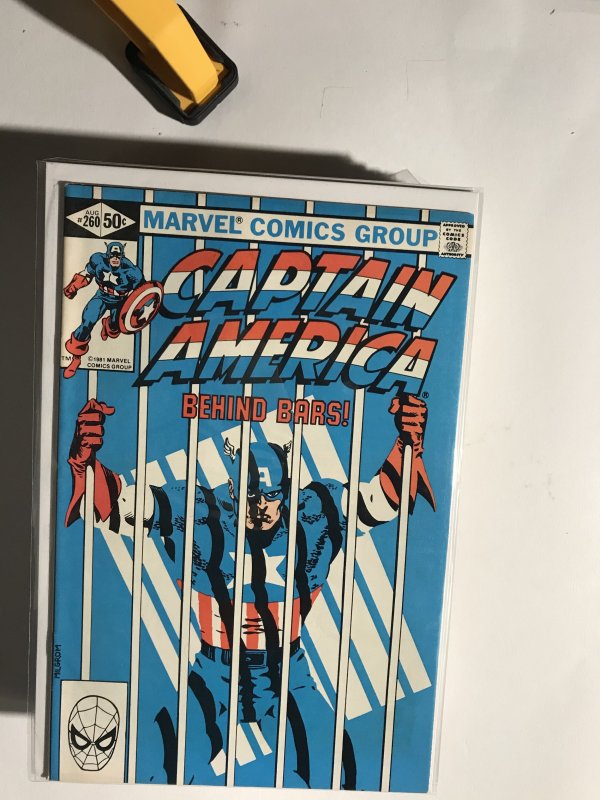 AUG
#260 50¢
MARVEL® COMICS GROUP
APPROVED
BY THE
COMICS
CODE
AUTHORITY
CAPTAIN
AMERICA®
TM
©1981 MARVEL
COMICS GROUP
BEHIND BARS!
MILGROM